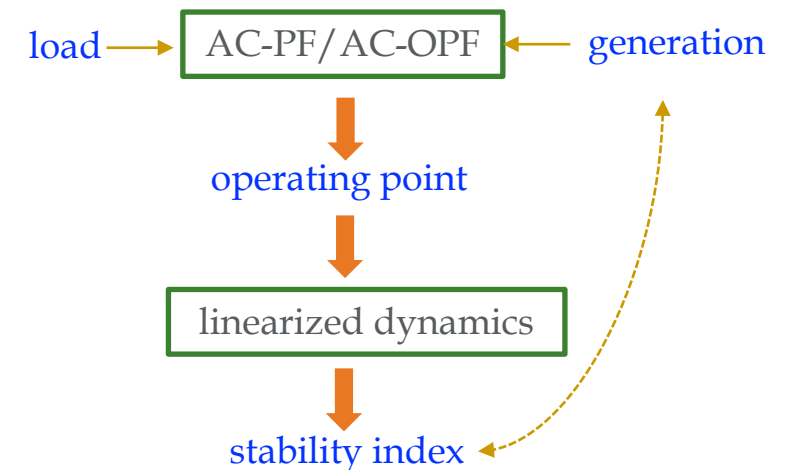 load
AC-PF/AC-OPF
generation
operating point
linearized dynamics
stability index